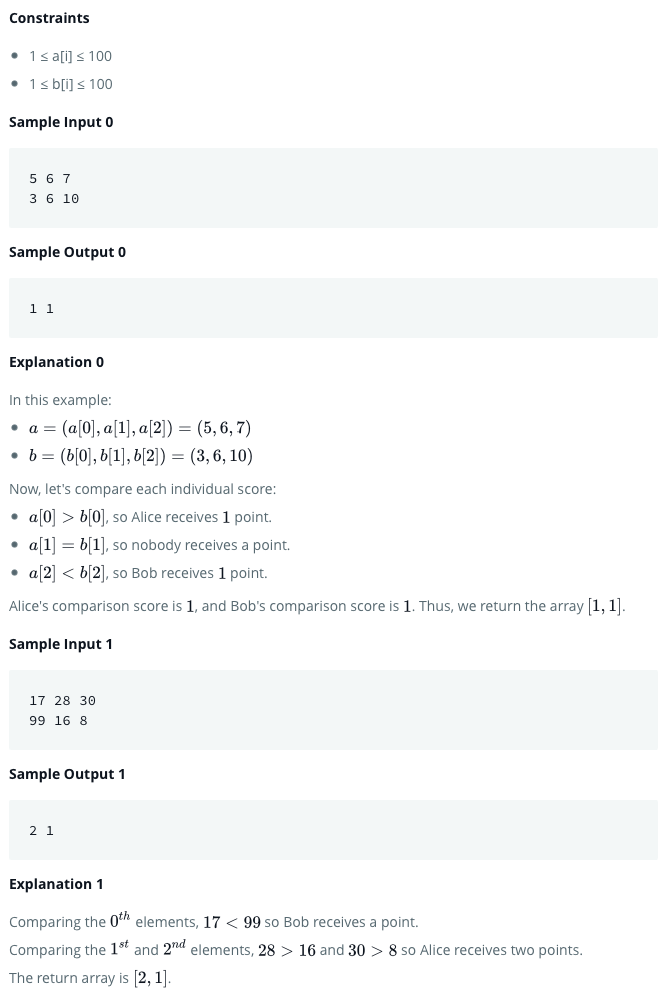 Constraints
• 1 ≤ a[i] ≤ 100
• 1 ≤ b[i] ≤ 100
Sample Input 0
5 6 7
3 6 10
Sample Output 0
1 1
Explanation 0
In this example:
• a = (a[0], a[1], a[2]) = (5, 6, 7)
• b = (b[0], b[1], b[2]) = (3, 6, 10)
Now, let's compare each individual score:
• a[0] > b[0], so Alice receives 1 point.
• a[1] = b[1], so nobody receives a point.
• a[2] < b[2], so Bob receives 1 point.
Alice's comparison score is 1, and Bob's comparison score is 1. Thus, we return the array [1, 1].
Sample Input 1
17 28 30
99 16 8
Sample Output 1
2 1
Explanation 1
Comparing the 0th elements, 17 < 99 so Bob receives a point.
Comparing the 1st and 2nd elements, 28 > 16 and 30 > 8 so Alice receives two points.
The return array is [2, 1].